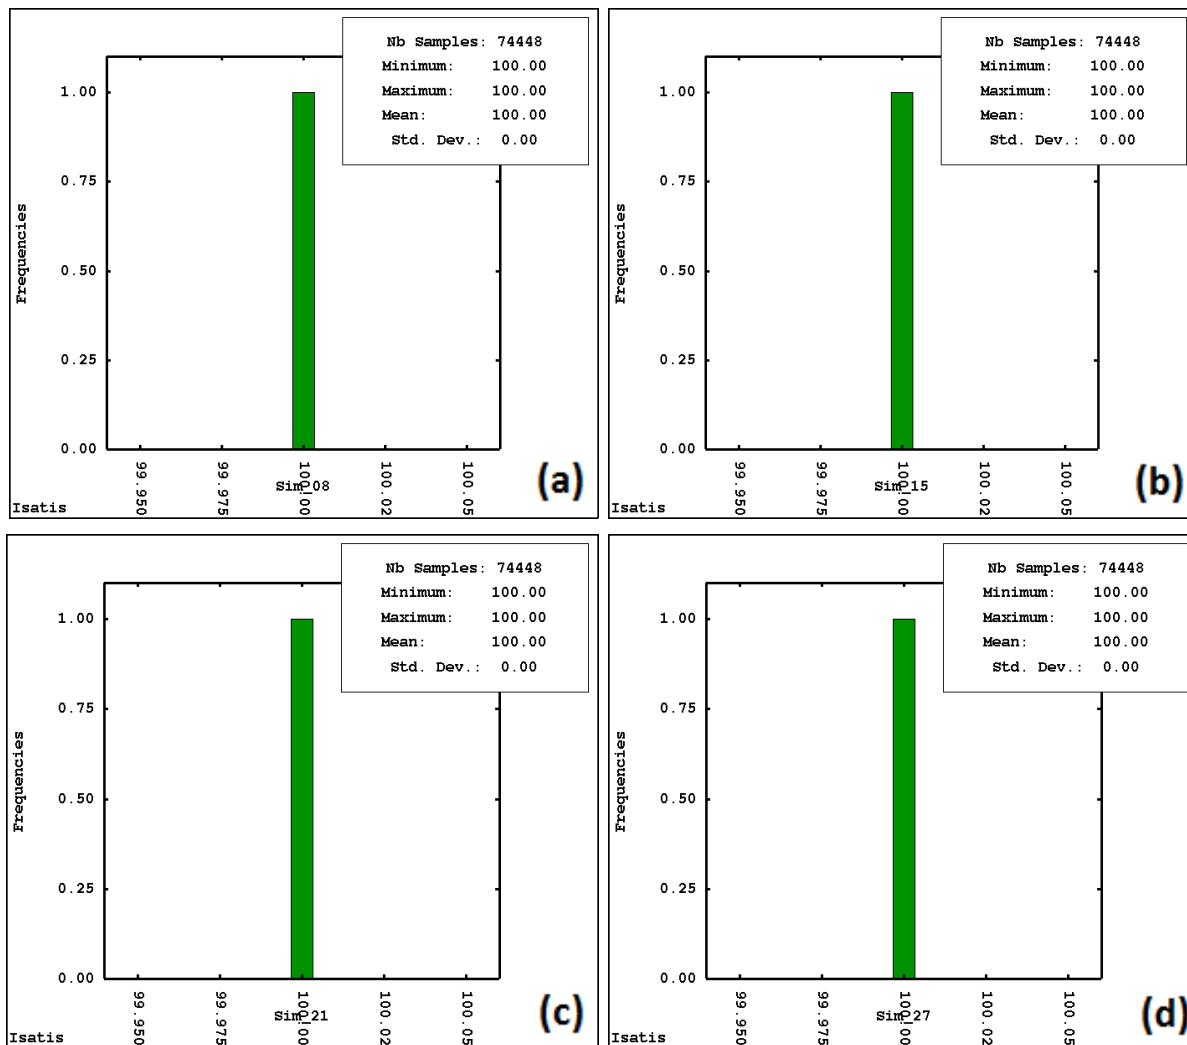 Nb Samples: 74448
Minimum: 100.00
Maximum: 100.00
Mean: 100.00
Std. Dev.: 0.00
1.00
0.75
0.50
0.25
0.00
Frequencies
99.950
99.975
100.00
100.02
100.05
Sim_08
Isatis
(a)
Nb Samples: 74448
Minimum: 100.00
Maximum: 100.00
Mean: 100.00
Std. Dev.: 0.00
1.00
0.75
0.50
0.25
0.00
Frequencies
99.950
99.975
100.00
100.02
100.05
Sim_15
Isatis
(b)
Nb Samples: 74448
Minimum: 100.00
Maximum: 100.00
Mean: 100.00
Std. Dev.: 0.00
1.00
0.75
0.50
0.25
0.00
Frequencies
99.950
99.975
100.00
100.02
100.05
Sim_21
Isatis
(c)
Nb Samples: 74448
Minimum: 100.00
Maximum: 100.00
Mean: 100.00
Std. Dev.: 0.00
1.00
0.75
0.50
0.25
0.00
Frequencies
99.950
99.975
100.00
100.02
100.05
Sim_27
Isatis
(d)